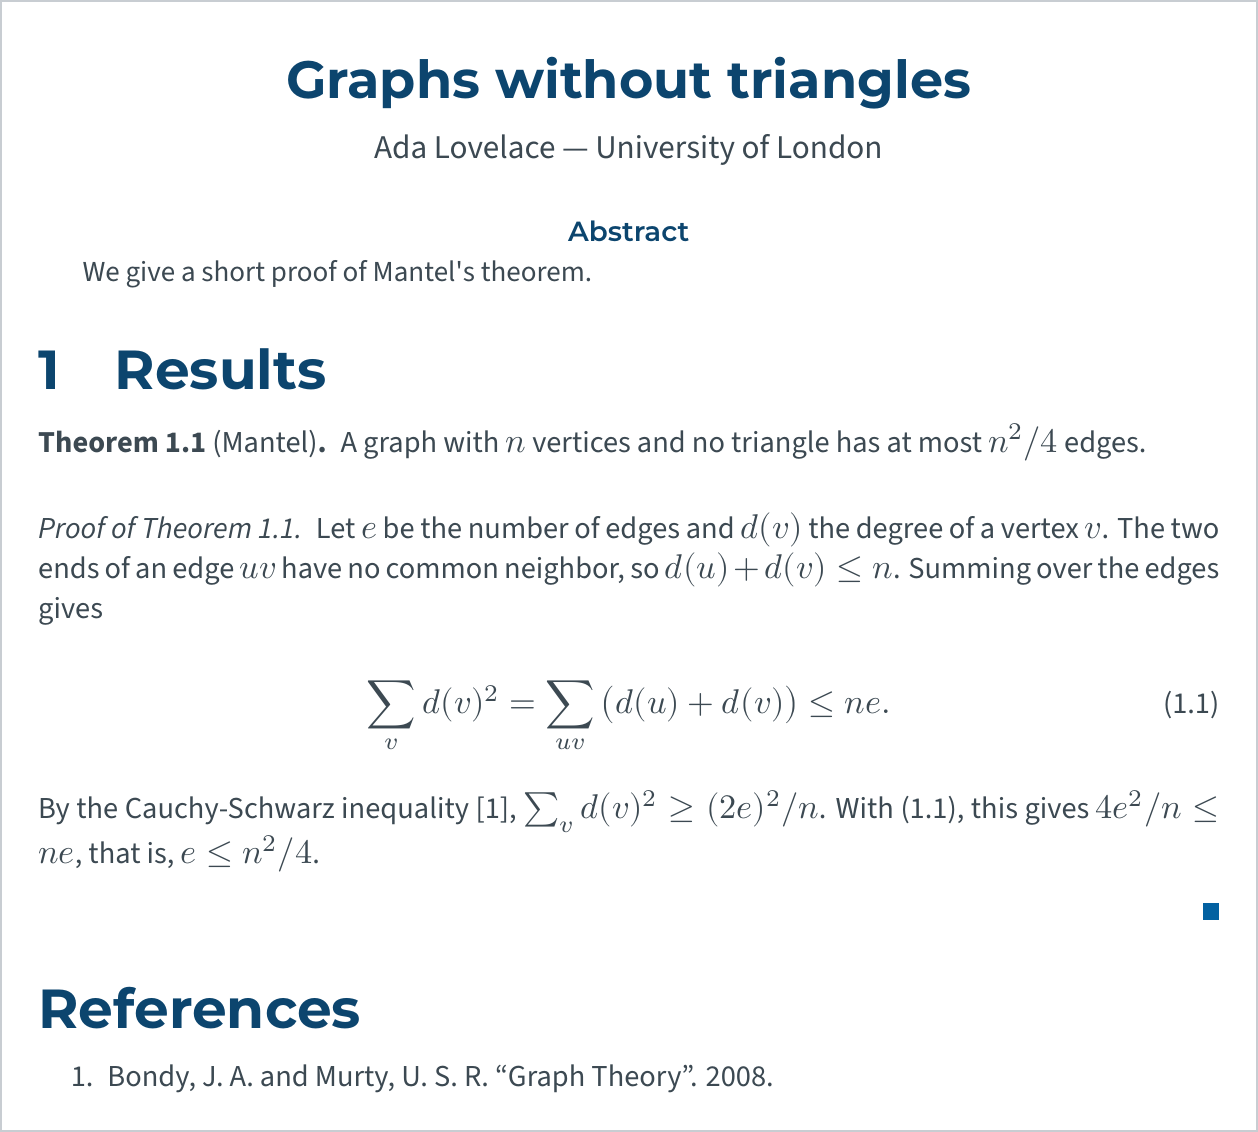 Graphs without triangles
Ada Lovelace — University of London
Abstract
We give a short proof of Mantel's theorem.
1 Results
Theorem 1.1 (Mantel). A graph with n vertices and no triangle has at most n²/4 edges.
Proof of Theorem 1.1. Let e be the number of edges and d(v) the degree of a vertex v. The two
ends of an edge uv have no common neighbor, so d(u) + d(v) ≤ n. Summing over the edges
gives
∑_v d(v)² = ∑_{uv} (d(u) + d(v)) ≤ ne. (1.1)
By the Cauchy-Schwarz inequality [1], ∑_v d(v)² ≥ (2e)²/n. With (1.1), this gives 4e²/n ≤
ne, that is, e ≤ n²/4.
References
1. Bondy, J. A. and Murty, U. S. R. “Graph Theory”. 2008.